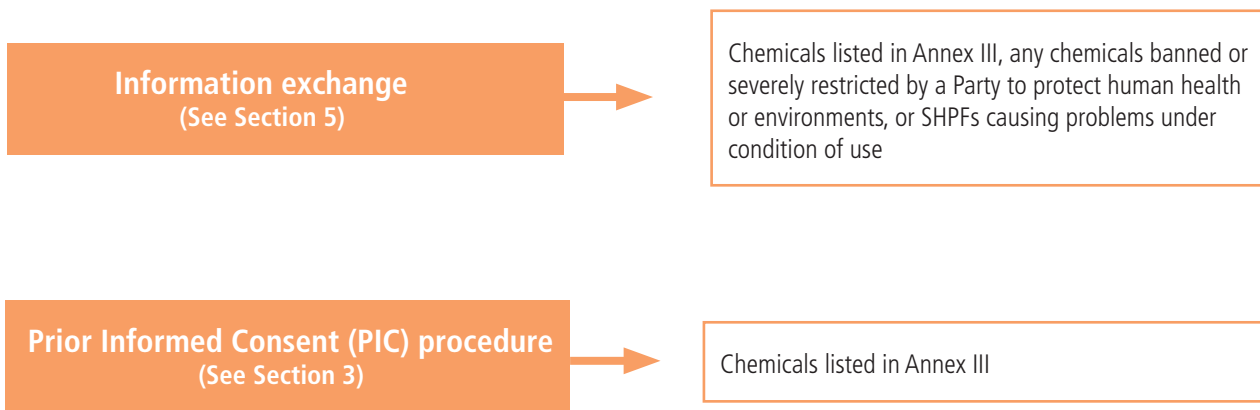 Information exchange
(See Section 5)
Chemicals listed in Annex III, any chemicals banned or
severely restricted by a Party to protect human health
or environments, or SHPFs causing problems under
condition of use
Prior Informed Consent (PIC) procedure
(See Section 3)
Chemicals listed in Annex III